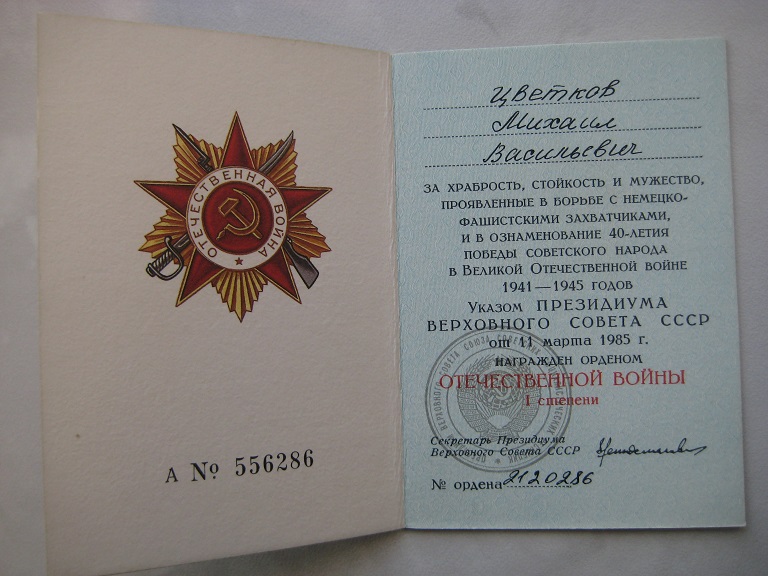 ОТЕЧЕСТВЕННАЯ ВОЙНА
А № 556286
Цветков
Михаил
Васильевич
ЗА ХРАБРОСТЬ, СТОЙКОСТЬ И МУЖЕСТВО,
ПРОЯВЛЕННЫЕ В БОРЬБЕ С НЕМЕЦКО-
ФАШИСТСКИМИ ЗАХВАТЧИКАМИ,
И В ОЗНАМЕНОВАНИЕ 40-ЛЕТИЯ
ПОБЕДЫ СОВЕТСКОГО НАРОДА
В ВЕЛИКОЙ ОТЕЧЕСТВЕННОЙ ВОЙНЕ
1941—1945 ГОДОВ
УКАЗОМ ПРЕЗИДИУМА
ВЕРХОВНОГО СОВЕТА СССР
от 11 марта 1985 г.
НАГРАЖДЕН ОРДЕНОМ
ОТЕЧЕСТВЕННОЙ ВОЙНЫ
I степени
Секретарь Президиума
Верховного Совета СССР
№ ордена 2120286